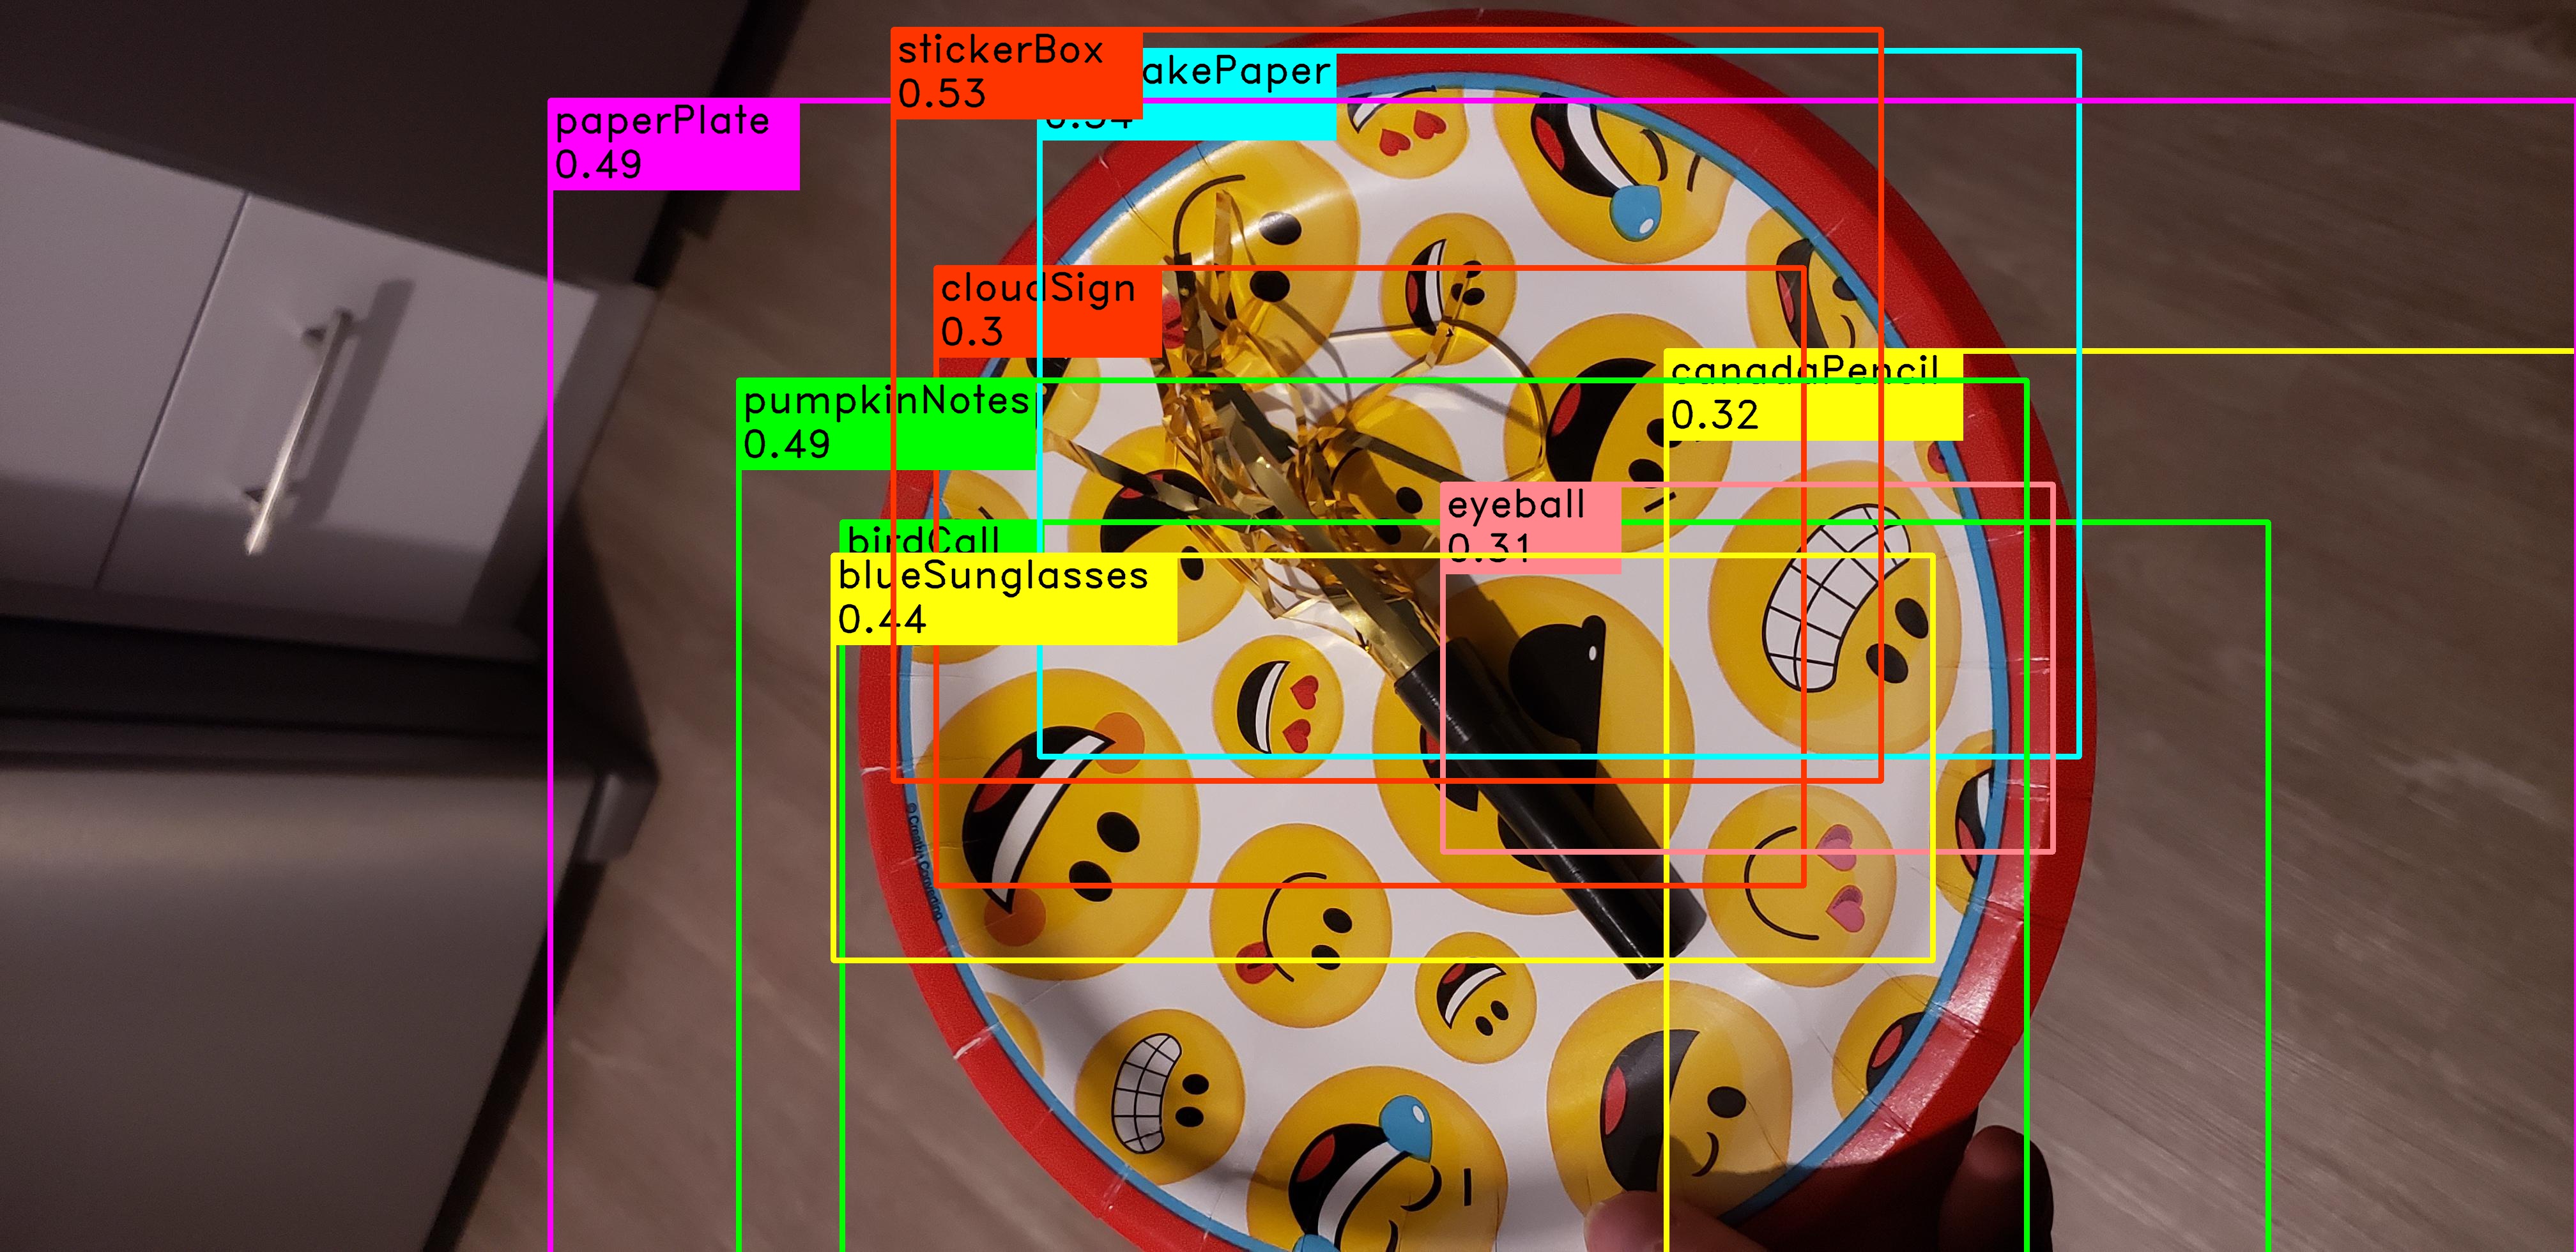 stickerBox
0.53
akePaper
paperPlate
0.49
cloudSign
0.3
canadaPencil
0.32
pumpkinNotes
0.49
eyeball
0.31
birdCall
blueSunglasses
0.44